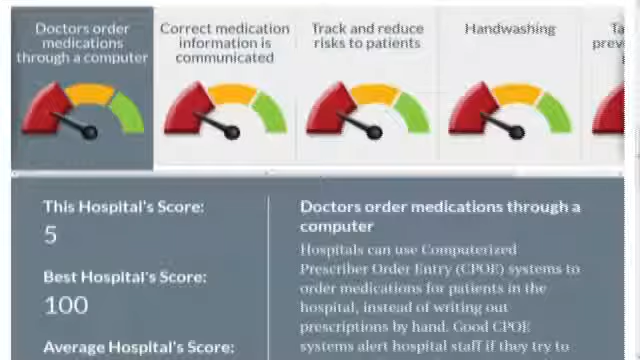 Doctors order
medications
through a computer
Correct medication
information is
communicated
Track and reduce
risks to patients
Handwashing
This Hospital's Score:
5
Best Hospital's Score:
100
Average Hospital's Score:
Doctors order medications through a
computer
Hospitals can use Computerized
Prescriber Order Entry (CPOE) systems to
order medications for patients in the
hospital, instead of writing out
prescriptions by hand. Good CPOE
systems alert hospital staff if they try to